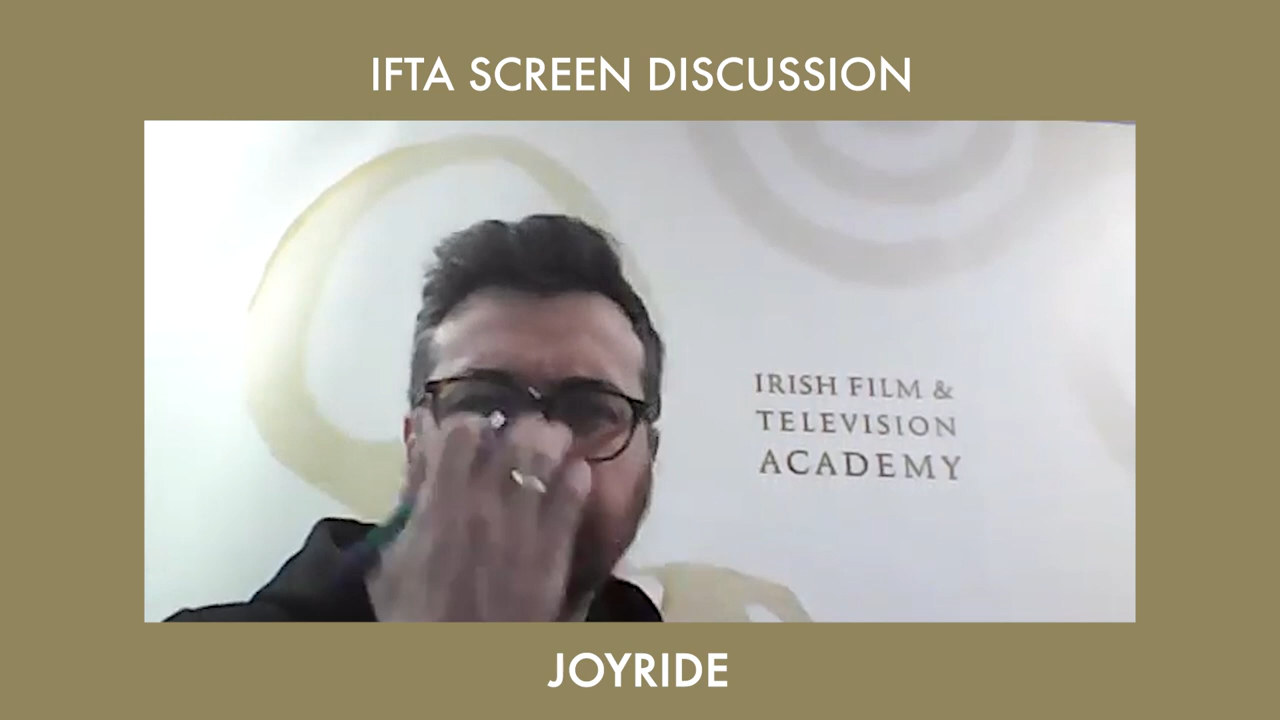 IFTA SCREEN DISCUSSION
IRISH FILM &
TELEVISION
ACADEMY
JOYRIDE